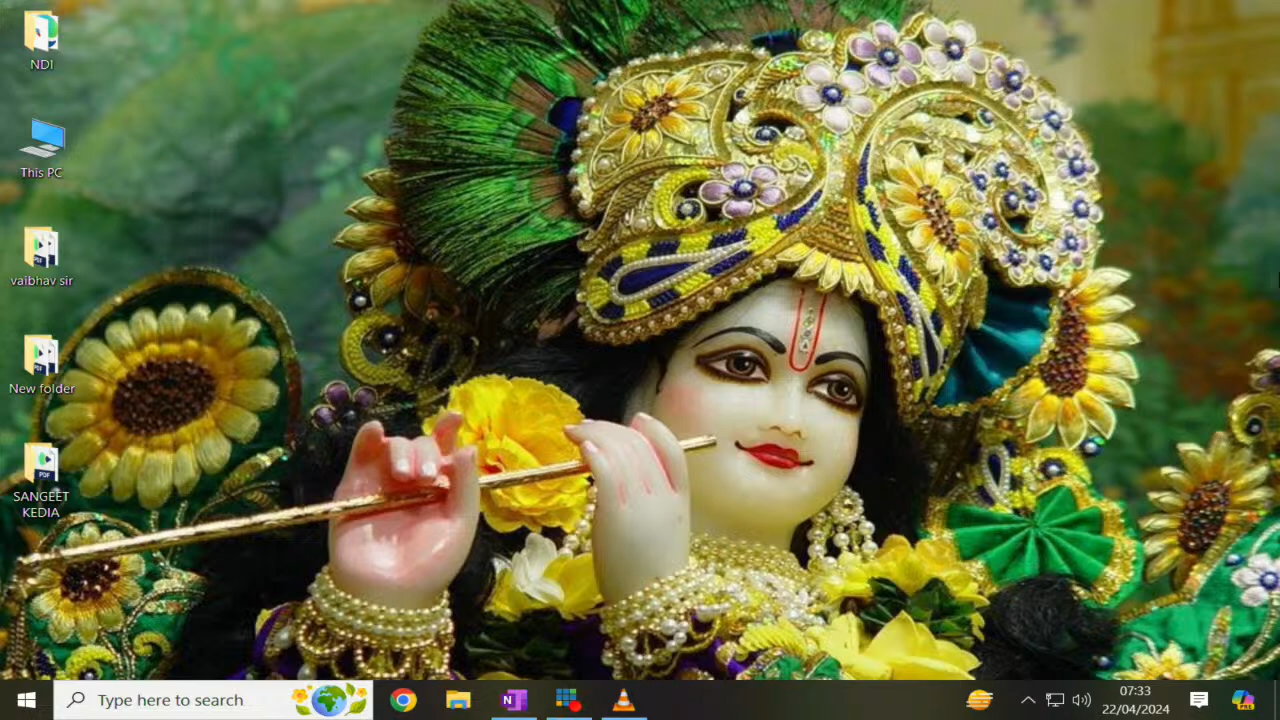 NDI
This PC
vaibhav sir
New folder
SANGEET
KEDIA
Type here to search
07:33
22/04/2024